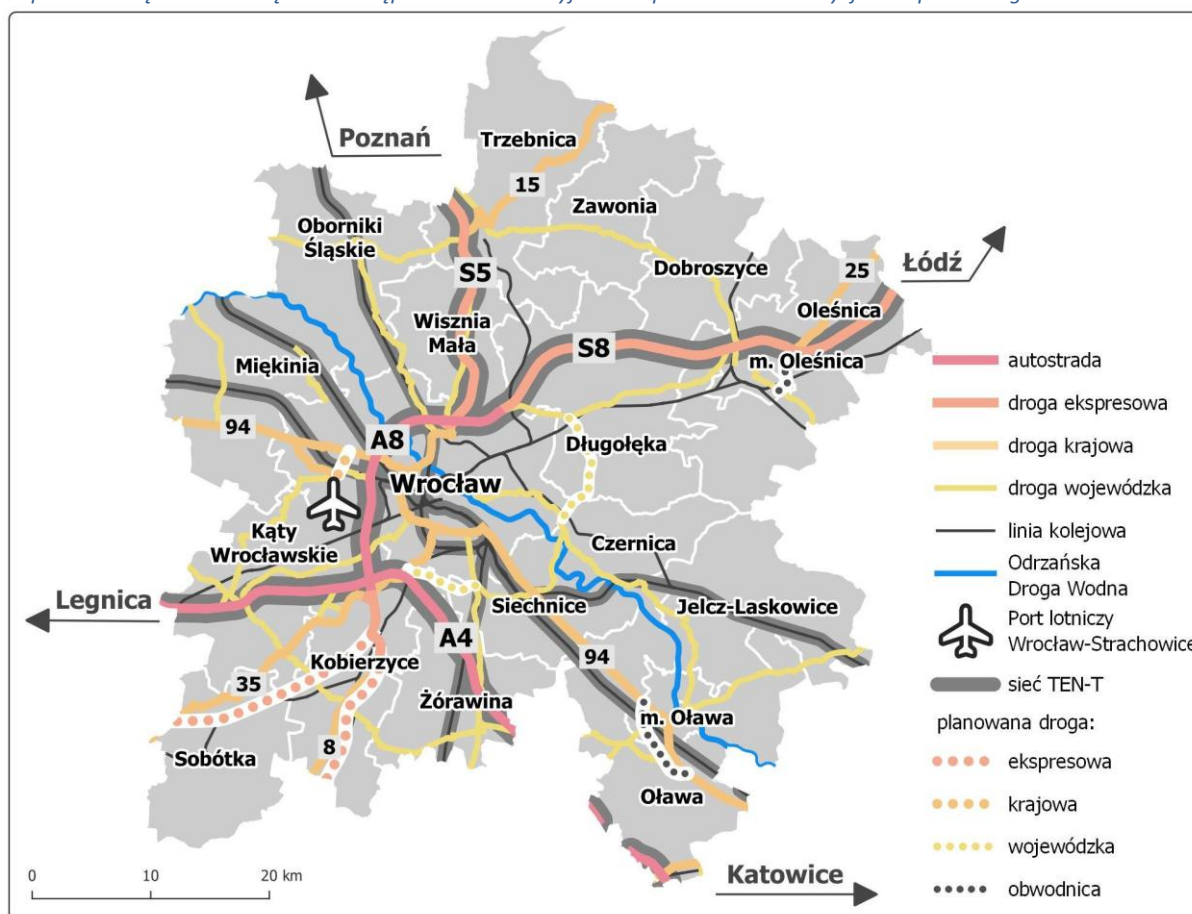 Poznań
Trzebnica
15
Zawonia
Oborniki
Śląskie
S5
Dobroszyce
25
Łódź
Oleśnica
Wisznia
Mała
S8
m. Oleśnica
Miękinia
94
A8
Długołęka
Wrocław
Kąty
Wrocławskie
Czernica
Legnica
Siechnice
Jelcz-Laskowice
A4
Kobierzyce
94
35
Żórawina
m. Oława
8
Sobótka
Oława
Katowice
0 10 20 km
autostrada
droga ekspresowa
droga krajowa
droga wojewódzka
linia kolejowa
Odrzańska
Droga Wodna
Port lotniczy
Wrocław-Strachowice
sieć TEN-T
planowana droga:
ekspresowa
krajowa
wojewódzka
obwodnica